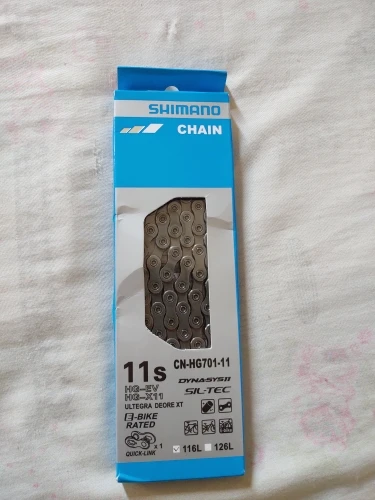 SHIMANO
CHAIN
11s CN-HG701-11
HG-EV
HG-X11
DYNASYS11
SIL-TEC
ULTEGRA DEORE XT
E-BIKE
RATED
x 1
QUICK-LINK
116L 126L